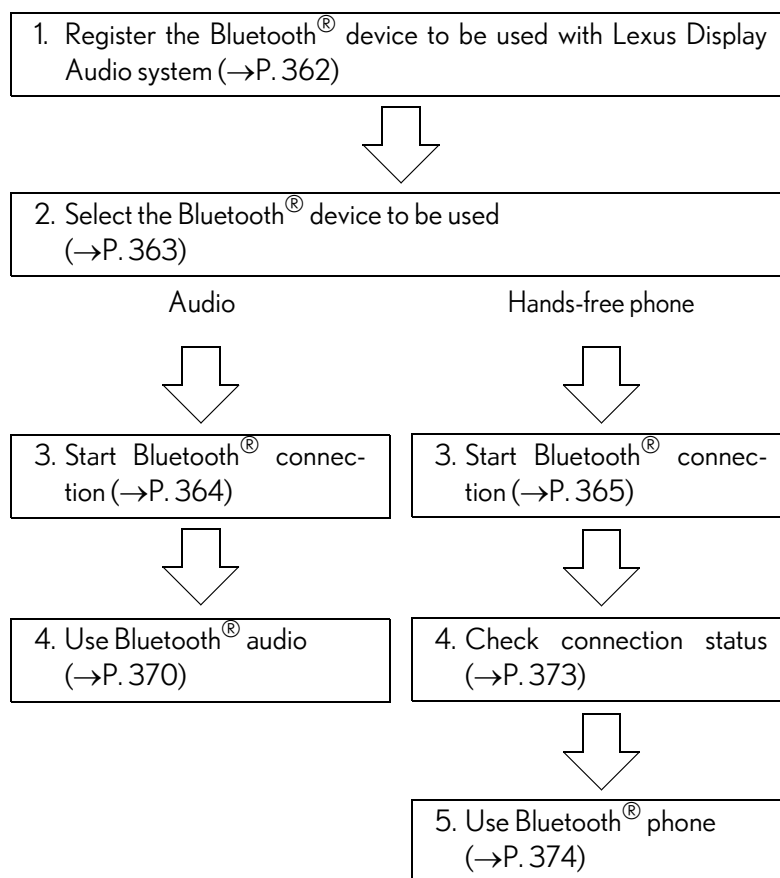 1. Register the Bluetooth® device to be used with Lexus Display
Audio system (→P. 362)
2. Select the Bluetooth® device to be used
(→P. 363)
Audio
Hands-free phone
3. Start Bluetooth® connec-
tion (→P. 364)
3. Start Bluetooth® connec-
tion (→P. 365)
4. Use Bluetooth® audio
(→P. 370)
4. Check connection status
(→P. 373)
5. Use Bluetooth® phone
(→P. 374)